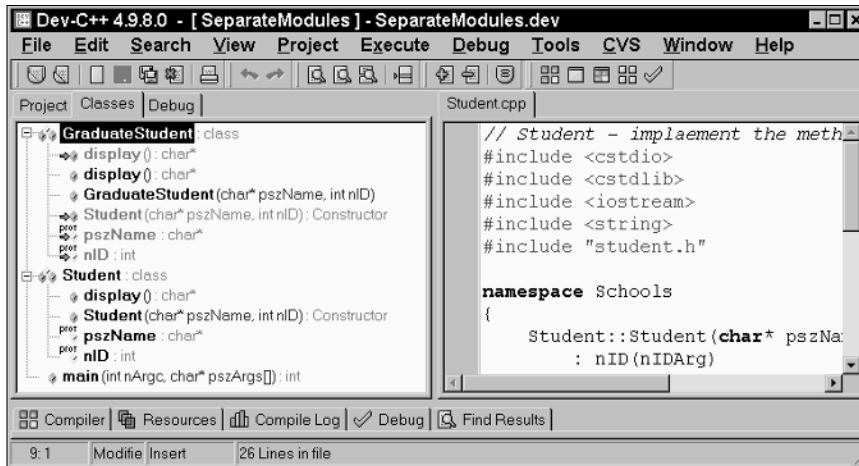 Dev-C++ 4.9.8.0 - [ SeparateModules ] - SeparateModules.dev
File Edit Search View Project Execute Debug Tools CVS Window Help
Project Classes Debug
GraduateStudent : class
display () : char*
display () : char*
GraduateStudent (char* pszName, int nID)
Student (char* pszName, int nID) : Constructor
prot pszName : char*
prot nID : int
Student : class
display () : char*
Student (char* pszName, int nID) : Constructor
prot pszName : char*
prot nID : int
main (int nArgc, char* pszArgs[]) : int
Student.cpp
// Student - implaement the meth
#include <cstdio>
#include <cstdlib>
#include <iostream>
#include <string>
#include "student.h"
namespace Schools
{
Student::Student(char* pszNa
: nID(nIDArg)
Compiler Resources Compile Log Debug Find Results
9: 1 Modifie Insert 26 Lines in file